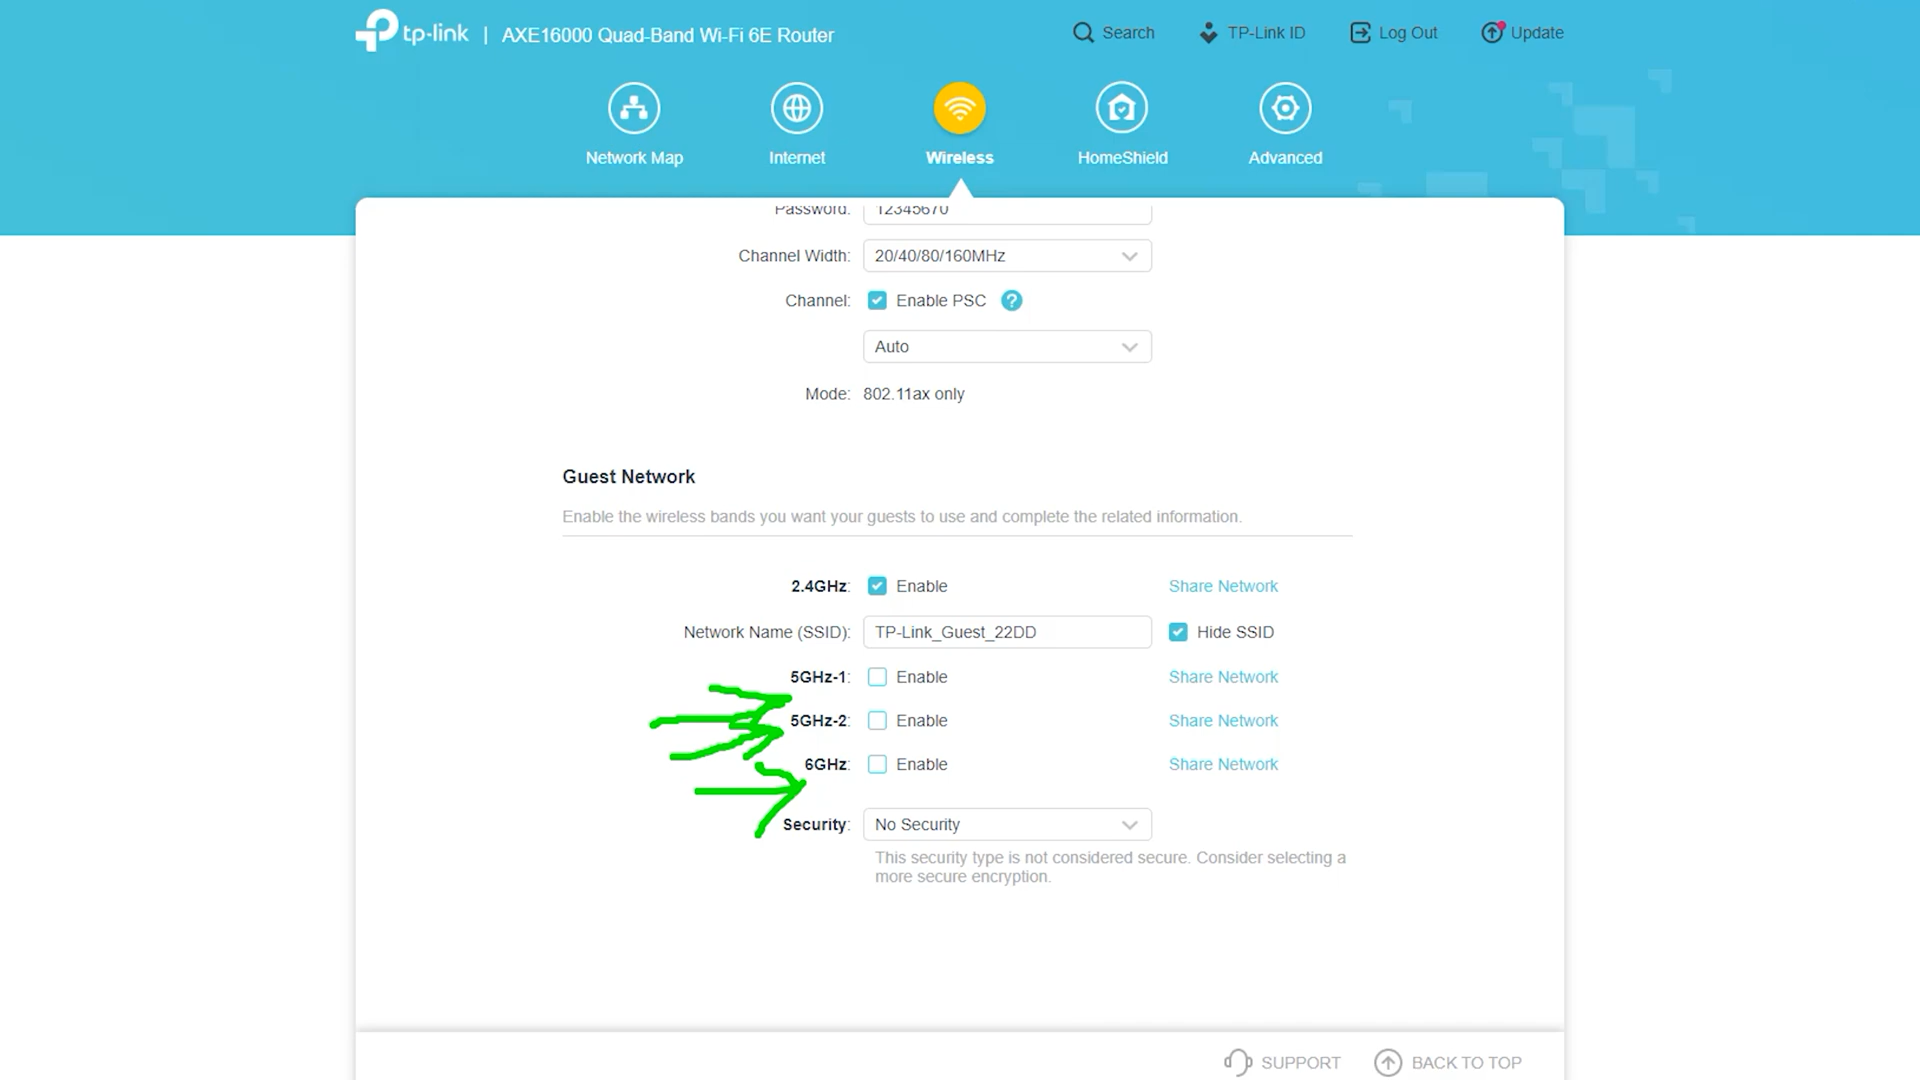 tp-link | AXE16000 Quad-Band Wi-Fi 6E Router
Search TP-Link ID Log Out Update
Network Map Internet Wireless HomeShield Advanced
Password: 12345670
Channel Width: 20/40/80/160MHz
Channel: Enable PSC ?
Auto
Mode: 802.11ax only
Guest Network
Enable the wireless bands you want your guests to use and complete the related information.
2.4GHz: Enable Share Network
Network Name (SSID): TP-Link_Guest_22DD Hide SSID
5GHz-1: Enable Share Network
5GHz-2: Enable Share Network
6GHz: Enable Share Network
Security: No Security
This security type is not considered secure. Consider selecting a
more secure encryption.
SUPPORT BACK TO TOP